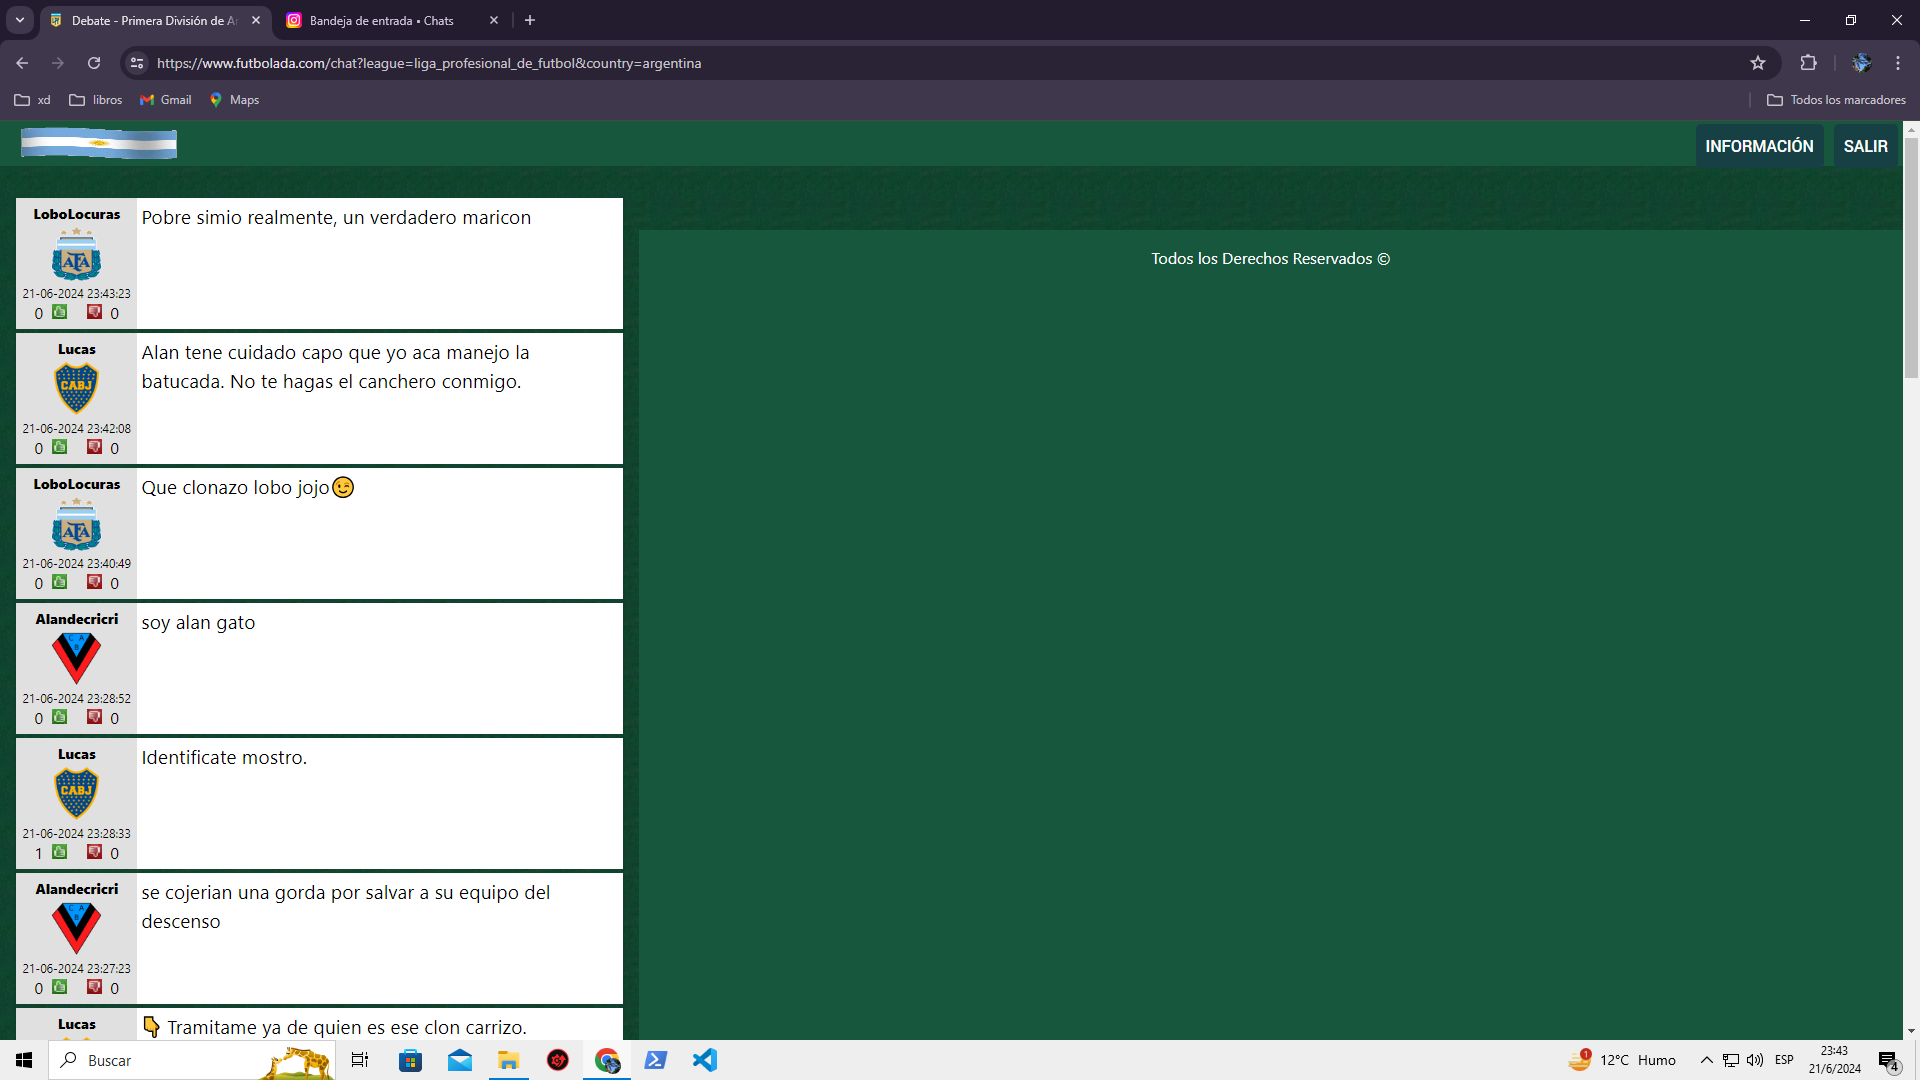 Debate - Primera División de Ar
Bandeja de entrada • Chats
https://www.futbolada.com/chat?league=liga_profesional_de_futbol&country=argentina
xd
libros
Gmail
Maps
Todos los marcadores
INFORMACIÓN
SALIR
LoboLocuras
Pobre simio realmente, un verdadero maricon
AFA
21-06-2024 23:43:23
0 0
Todos los Derechos Reservados ©
Lucas
Alan tene cuidado capo que yo aca manejo la
batucada. No te hagas el canchero conmigo.
CABJ
21-06-2024 23:42:08
0 0
LoboLocuras
Que clonazo lobo jojo😉
AFA
21-06-2024 23:40:49
0 0
Alandecricri
soy alan gato
C A
B
21-06-2024 23:28:52
0 0
Lucas
Identificate mostro.
CABJ
21-06-2024 23:28:33
1 0
Alandecricri
se cojerian una gorda por salvar a su equipo del
descenso
C A
B
21-06-2024 23:27:23
0 0
Lucas
👇 Tramitame ya de quien es ese clon carrizo.
Buscar
1
12°C Humo
ESP
23:43
21/6/2024
4